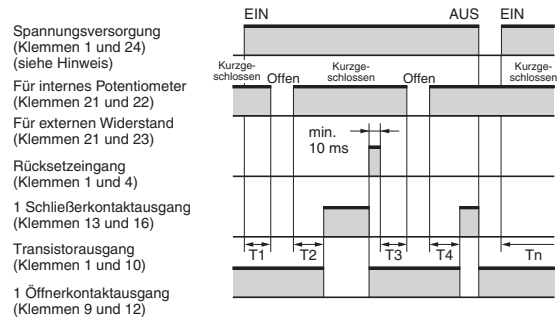 EIN AUS EIN
Spannungsversorgung
(Klemmen 1 und 24)
(siehe Hinweis)
Kurzge-
schlossen
Offen
Kurzge-
schlossen
Offen
Kurzge-
schlossen
Für internes Potentiometer
(Klemmen 21 und 22)
Für externen Widerstand
(Klemmen 21 und 23)
min.
10 ms
Rücksetzeingang
(Klemmen 1 und 4)
1 Schließerkontaktausgang
(Klemmen 13 und 16)
T1 T2 T3 T4 Tn
Transistorausgang
(Klemmen 1 und 10)
1 Öffnerkontaktausgang
(Klemmen 9 und 12)